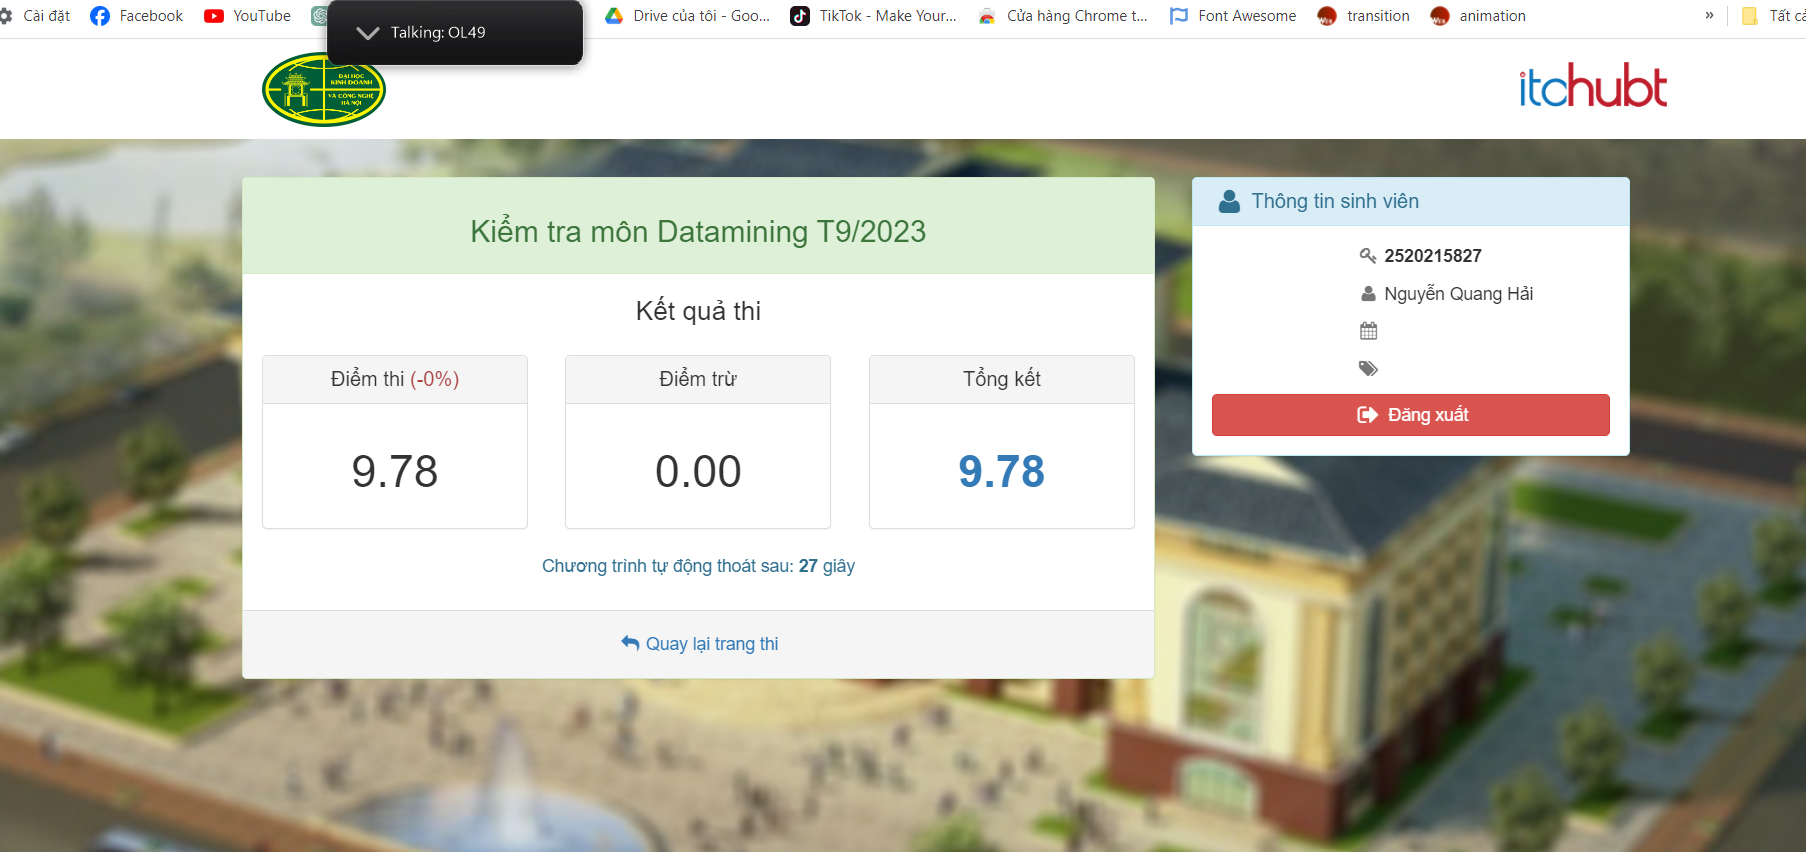 Cài đặt
Facebook
YouTube
Talking: OL49
Drive của tôi - Goo...
TikTok - Make Your...
Cửa hàng Chrome t...
Font Awesome
transition
animation
»
Tất cả
ĐẠI HỌC
KINH DOANH
VÀ CÔNG NGHỆ
HÀ NỘI
itchubt
Kiểm tra môn Datamining T9/2023
Kết quả thi
Điểm thi (-0%)
9.78
Điểm trừ
0.00
Tổng kết
9.78
Chương trình tự động thoát sau: 27 giây
Quay lại trang thi
Thông tin sinh viên
2520215827
Nguyễn Quang Hải
Đăng xuất